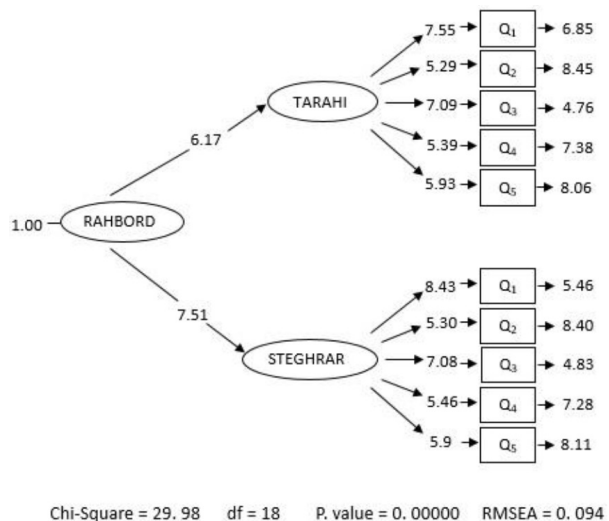 7.55 Q1 6.85
5.29 Q2 8.45
TARAHI 7.09 Q3 4.76
6.17 5.39 Q4 7.38
5.93 Q5 8.06
1.00 RAHBORD
8.43 Q1 5.46
7.51 5.30 Q2 8.40
STEGHRAR 7.08 Q3 4.83
5.46 Q4 7.28
5.9 Q5 8.11
Chi-Square = 29. 98 df = 18 P. value = 0. 00000 RMSEA = 0. 094